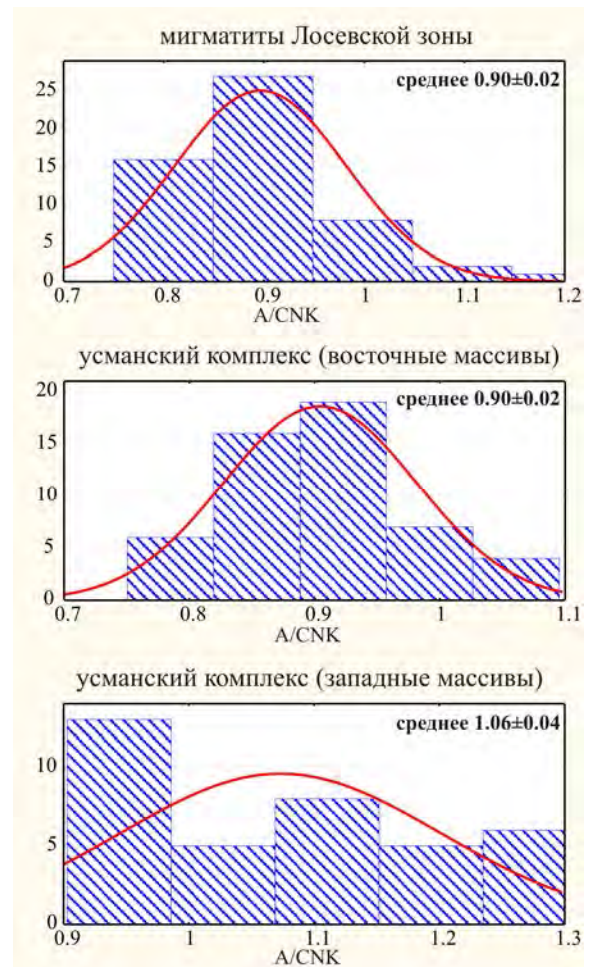 мигматиты Лосевской зоны
среднее 0.90±0.02
25
20
15
10
5
0
0.7 0.8 0.9 1 1.1 1.2
A/CNK
усманский комплекс (восточные массивы)
среднее 0.90±0.02
20
15
10
5
0
0.7 0.8 0.9 1 1.1
A/CNK
усманский комплекс (западные массивы)
среднее 1.06±0.04
10
5
0
0.9 1 1.1 1.2 1.3
A/CNK